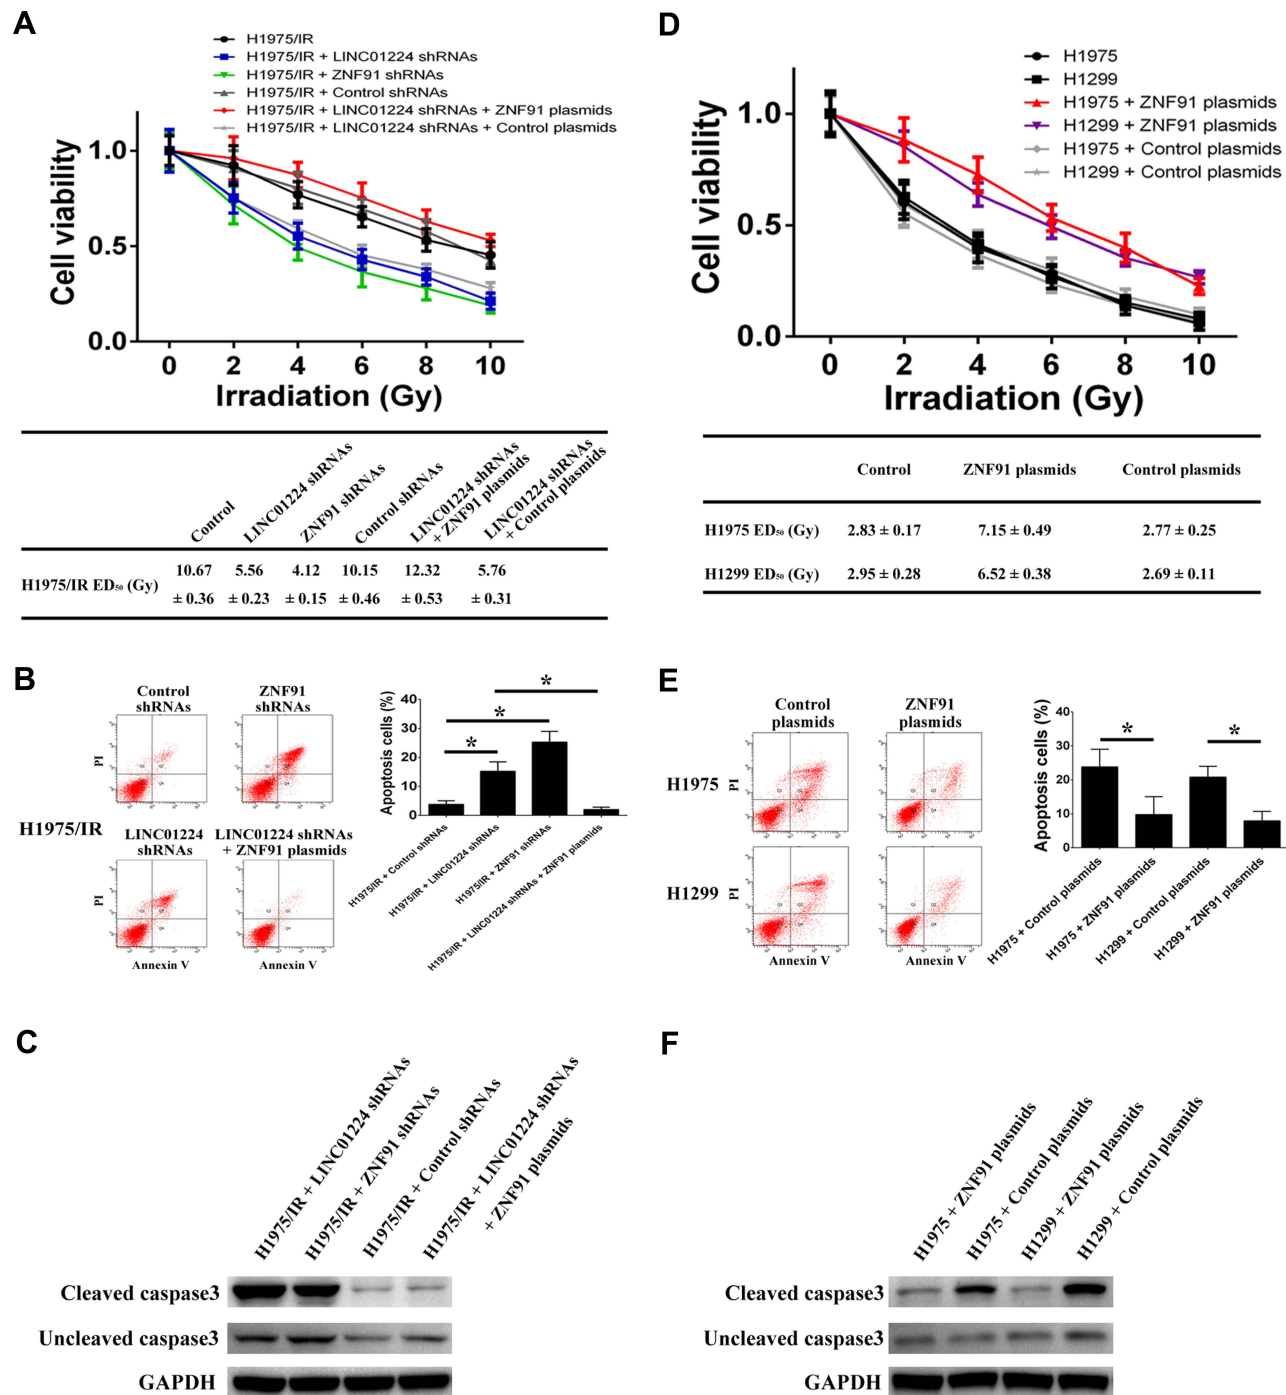 A
H1975/IR
H1975/IR + LINC01224 shRNAs
H1975/IR + ZNF91 shRNAs
H1975/IR + Control shRNAs
H1975/IR + LINC01224 shRNAs + ZNF91 plasmids
H1975/IR + LINC01224 shRNAs + Control plasmids
Cell viability
1.0
0.5
0.0
0 2 4 6 8 10
Irradiation (Gy)
Control
LINC01224 shRNAs
ZNF91 shRNAs
Control shRNAs
LINC01224 shRNAs
+ ZNF91 plasmids
LINC01224 shRNAs
+ Control plasmids
H1975/IR ED₅₀ (Gy)
10.67 5.56 4.12 10.15 12.32 5.76
± 0.36 ± 0.23 ± 0.15 ± 0.46 ± 0.53 ± 0.31
D
H1975
H1299
H1975 + ZNF91 plasmids
H1299 + ZNF91 plasmids
H1975 + Control plasmids
H1299 + Control plasmids
Cell viability
1.0
0.5
0.0
0 2 4 6 8 10
Irradiation (Gy)
Control ZNF91 plasmids Control plasmids
H1975 ED₅₀ (Gy) 2.83 ± 0.17 7.15 ± 0.49 2.77 ± 0.25
H1299 ED₅₀ (Gy) 2.95 ± 0.28 6.52 ± 0.38 2.69 ± 0.11
B
Control
shRNAs
ZNF91
shRNAs
PI
H1975/IR
LINC01224
shRNAs
LINC01224 shRNAs
+ ZNF91 plasmids
PI
Annexin V
Annexin V
Apoptosis cells (%)
40
30
20
10
0
*
*
*
H1975/IR + Control shRNAs
H1975/IR + LINC01224 shRNAs
H1975/IR + ZNF91 shRNAs
H1975/IR + LINC01224 shRNAs + ZNF91 plasmids
E
Control
plasmids
ZNF91
plasmids
H1975
PI
H1299
PI
Annexin V
Annexin V
Apoptosis cells (%)
40
30
20
10
0
*
*
H1975 + Control plasmids
H1975 + ZNF91 plasmids
H1299 + Control plasmids
H1299 + ZNF91 plasmids
C
H1975/IR + LINC01224 shRNAs
H1975/IR + ZNF91 shRNAs
H1975/IR + Control shRNAs
H1975/IR + LINC01224 shRNAs
+ ZNF91 plasmids
Cleaved caspase3
Uncleaved caspase3
GAPDH
F
H1975 + ZNF91 plasmids
H1975 + Control plasmids
H1299 + ZNF91 plasmids
H1299 + Control plasmids
Cleaved caspase3
Uncleaved caspase3
GAPDH